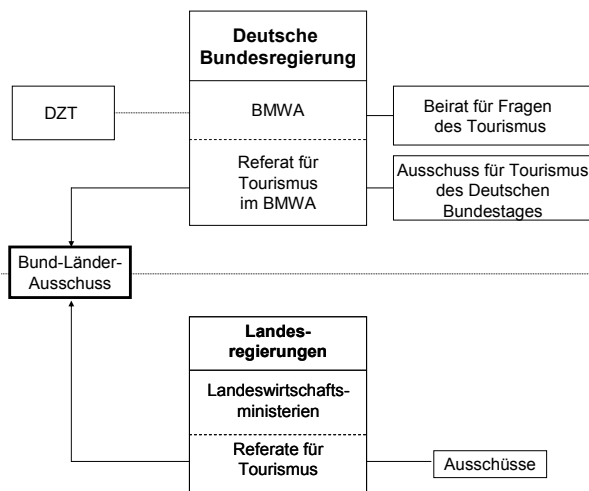 Deutsche
Bundesregierung
DZT
BMWA
Beirat für Fragen
des Tourismus
Referat für
Tourismus
im BMWA
Ausschuss für Tourismus
des Deutschen
Bundestages
Bund-Länder-
Ausschuss
Landes-
regierungen
Landeswirtschafts-
ministerien
Referate für
Tourismus
Ausschüsse